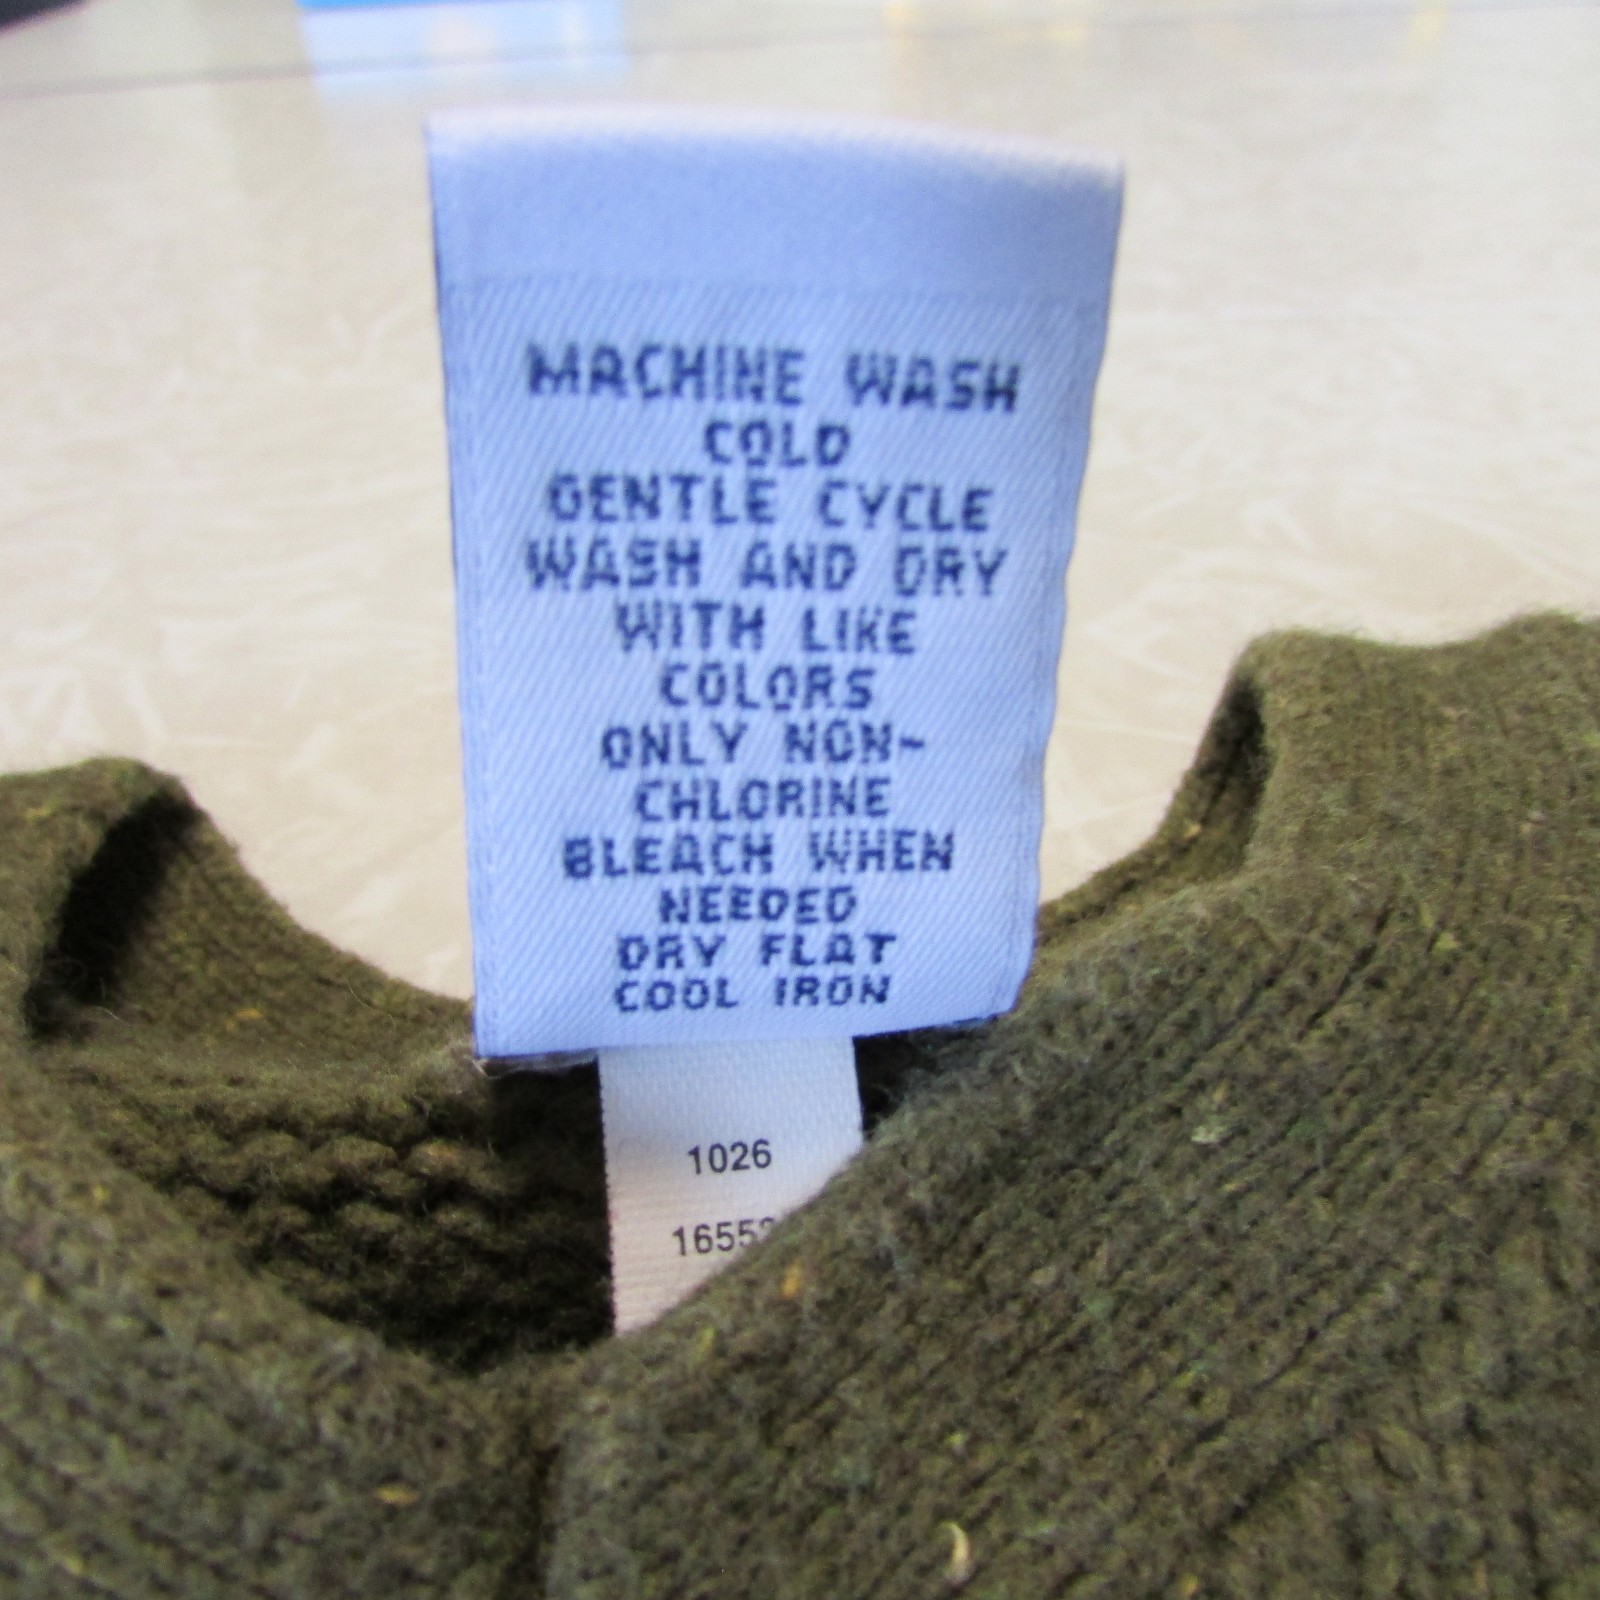 MACHINE WASH
COLD
GENTLE CYCLE
WASH AND DRY
WITH LIKE
COLORS
ONLY NON-
CHLORINE
BLEACH WHEN
NEEDED
DRY FLAT
COOL IRON
1026